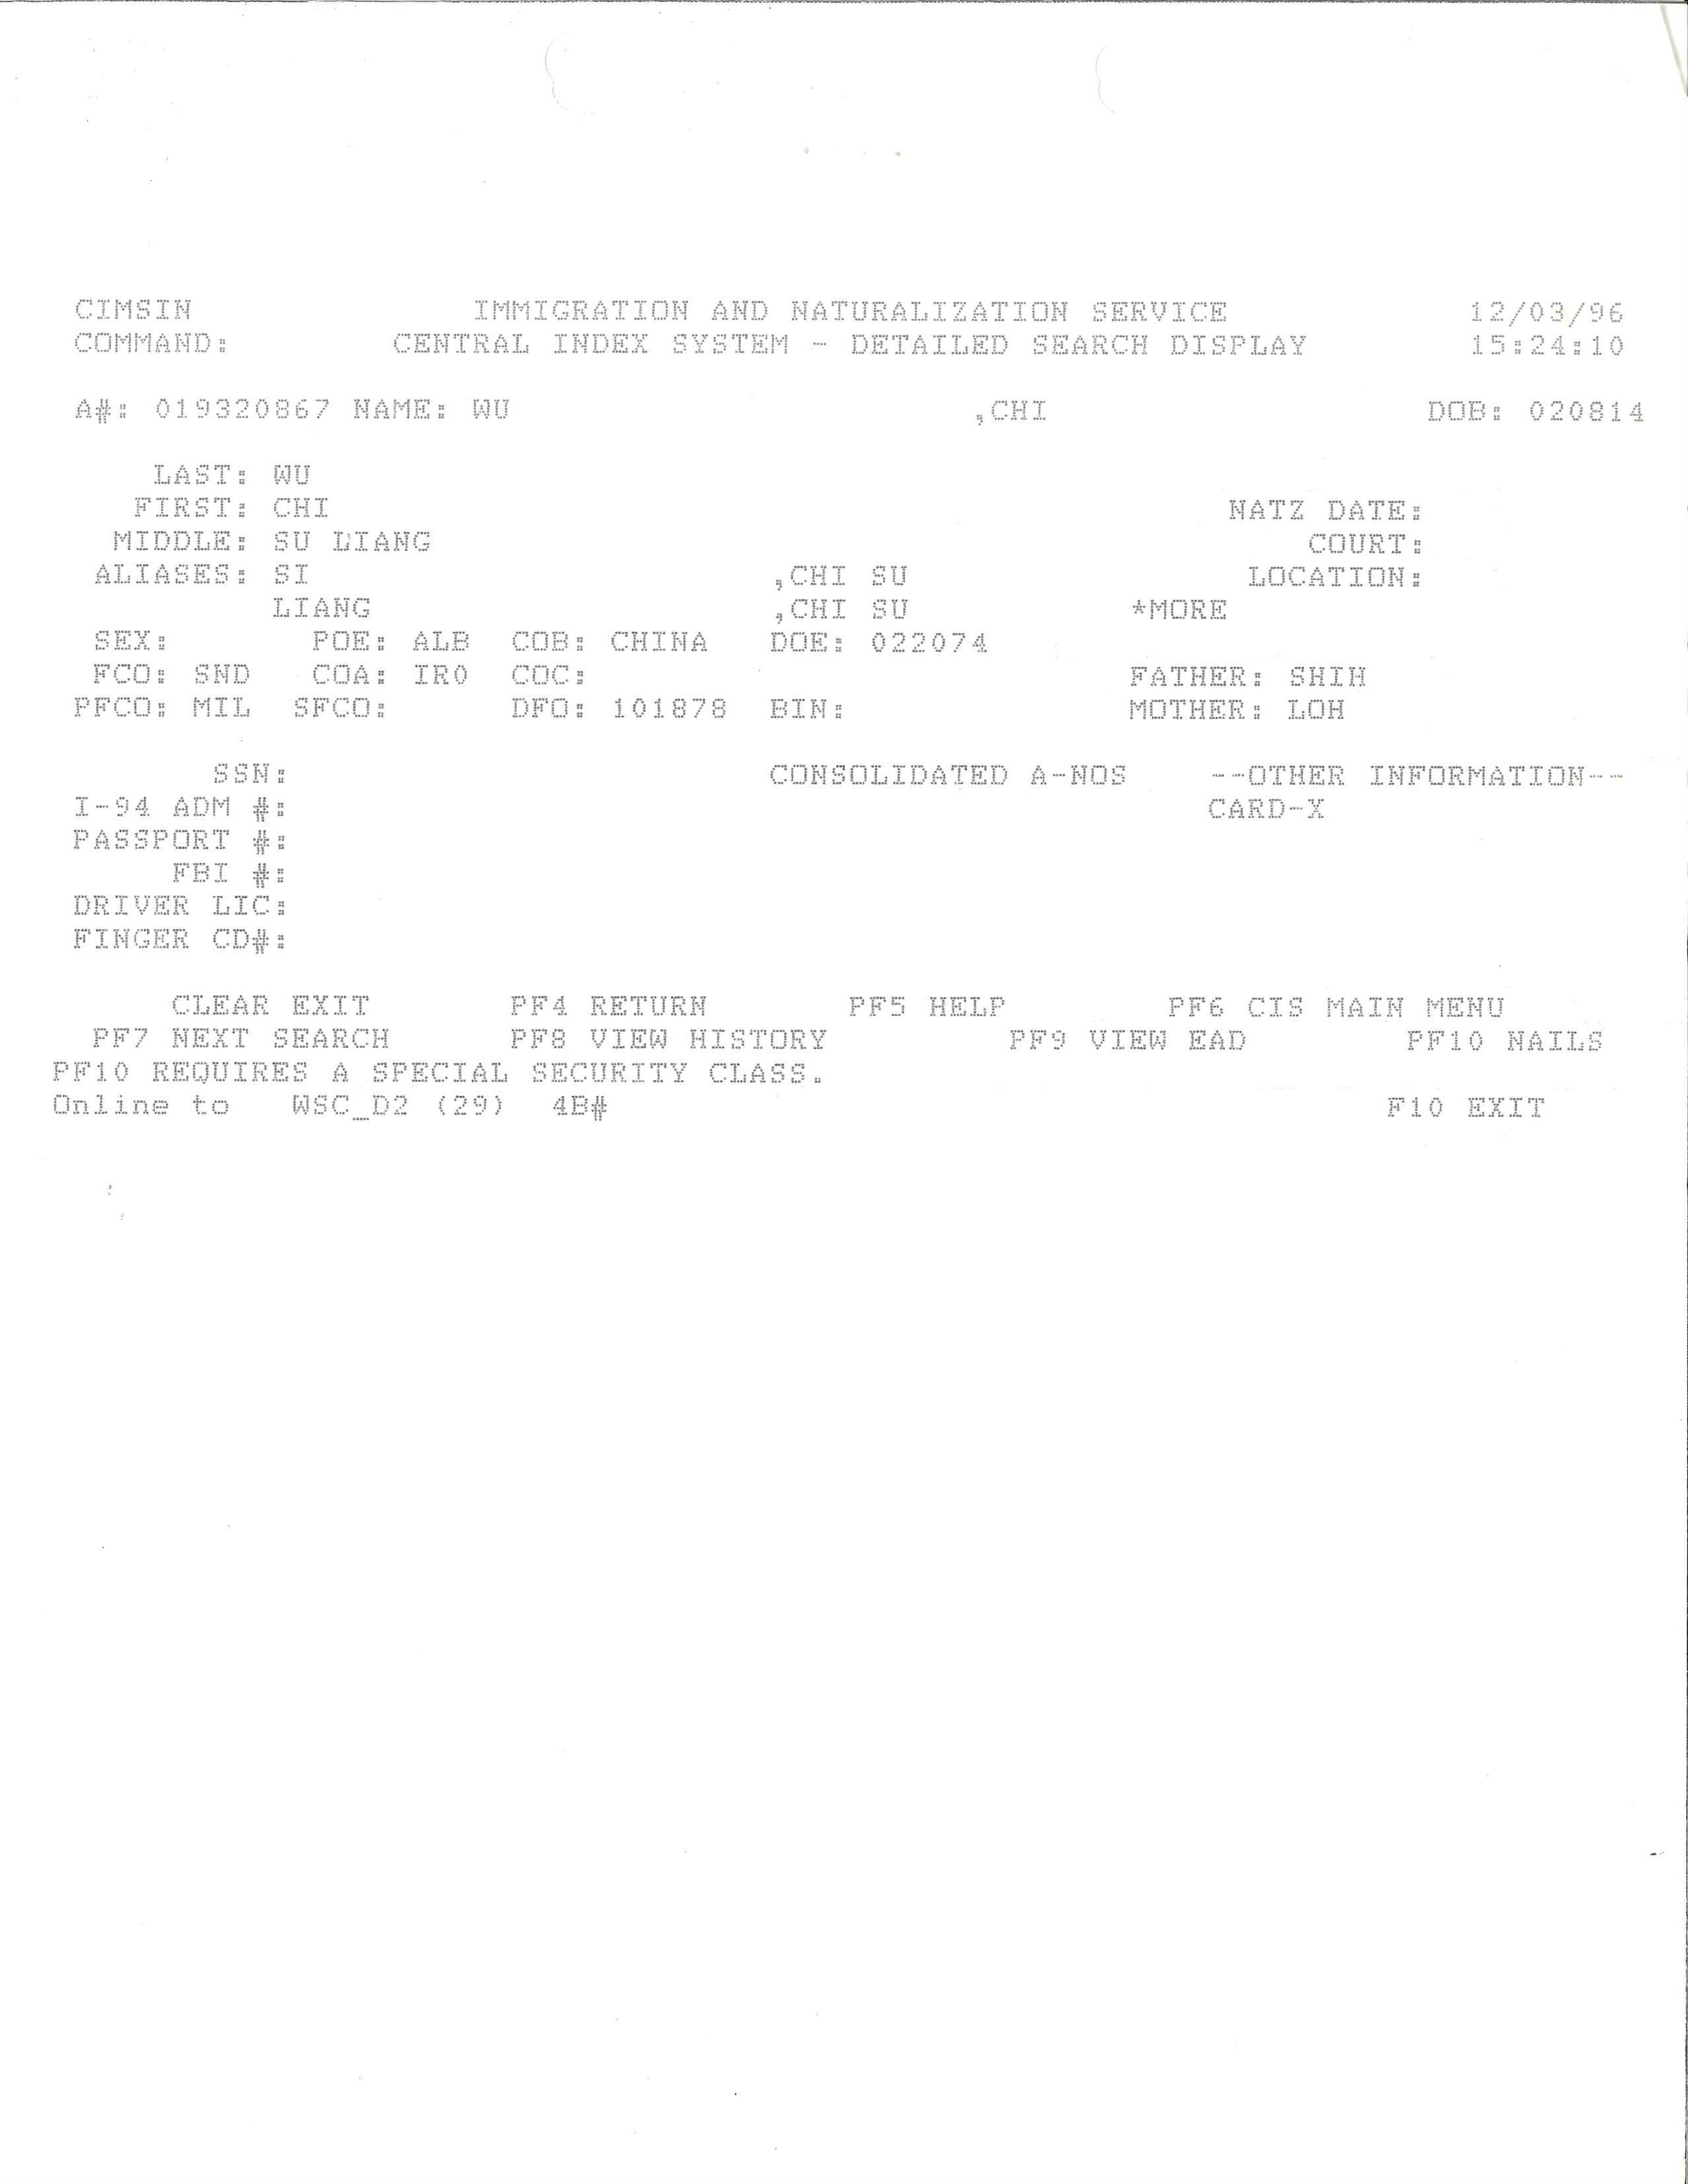 CIMSIN IMMIGRATION AND NATURALIZATION SERVICE 12/03/96
COMMAND: CENTRAL INDEX SYSTEM - DETAILED SEARCH DISPLAY 15:24:10
A#: 019320867 NAME: WU ,CHI DOB: 020814
LAST: WU
FIRST: CHI NATZ DATE:
MIDDLE: SU LIANG COURT:
ALIASES: SI ,CHI SU LOCATION:
LIANG ,CHI SU *MORE
SEX: POE: ALB COB: CHINA DOE: 022074
FCO: SND COA: IR0 COC: FATHER: SHIH
PFCO: MIL SFCO: DFO: 101878 BIN: MOTHER: LOH
SSN: CONSOLIDATED A-NOS --OTHER INFORMATION--
I-94 ADM #: CARD-X
PASSPORT #:
FBI #:
DRIVER LIC:
FINGER CD#:
CLEAR EXIT PF4 RETURN PF5 HELP PF6 CIS MAIN MENU
PF7 NEXT SEARCH PF8 VIEW HISTORY PF9 VIEW EAD PF10 NAILS
PF10 REQUIRES A SPECIAL SECURITY CLASS.
Online to WSC_D2 (29) 4B# F10 EXIT